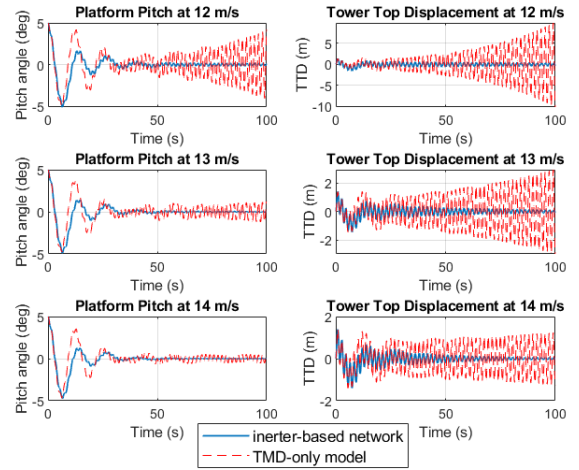 Platform Pitch at 12 m/s
Pitch angle (deg)
5
0
-5
0
50
100
Time (s)
Tower Top Displacement at 12 m/s
TTD (m)
5
0
-5
-10
0
50
100
Time (s)
Platform Pitch at 13 m/s
Pitch angle (deg)
5
0
-5
0
50
100
Time (s)
Tower Top Displacement at 13 m/s
TTD (m)
2
0
-2
0
50
100
Time (s)
Platform Pitch at 14 m/s
Pitch angle (deg)
5
0
-5
0
50
100
Time (s)
Tower Top Displacement at 14 m/s
TTD (m)
2
0
-2
0
50
100
Time (s)
inerter-based network
TMD-only model